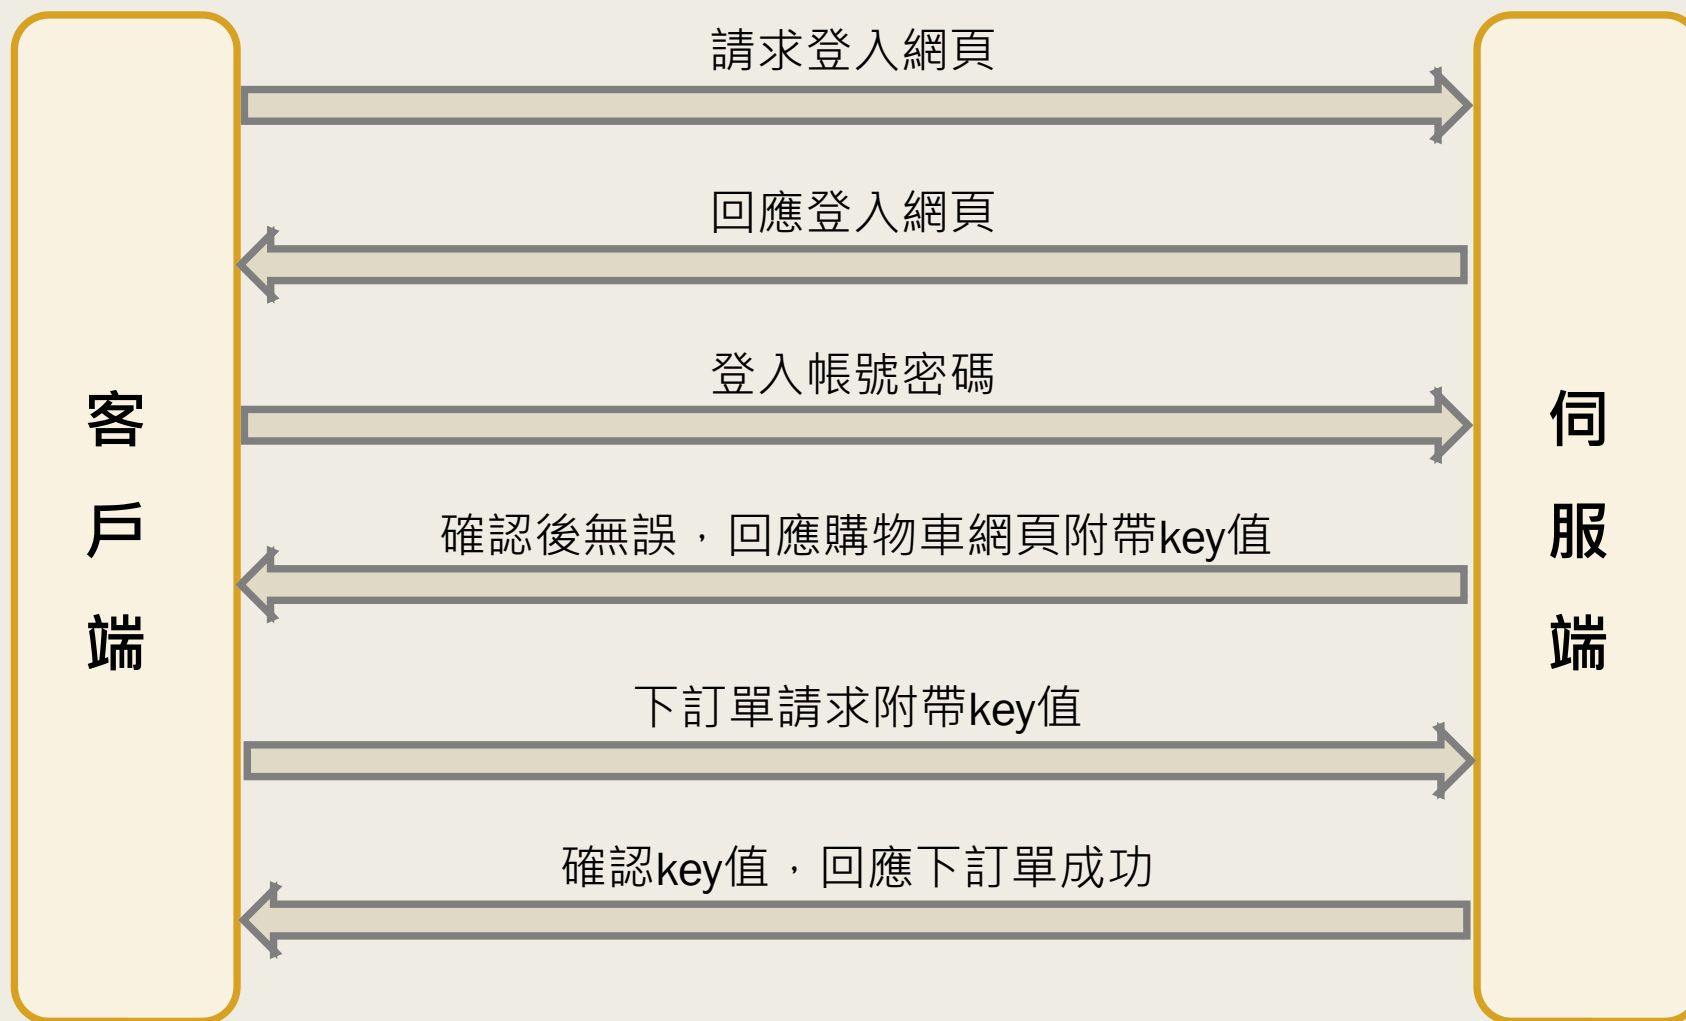 請求登入網頁
回應登入網頁
登入帳號密碼
確認後無誤，回應購物車網頁附帶key值
下訂單請求附帶key值
確認key值，回應下訂單成功
客
戶
端
伺
服
端